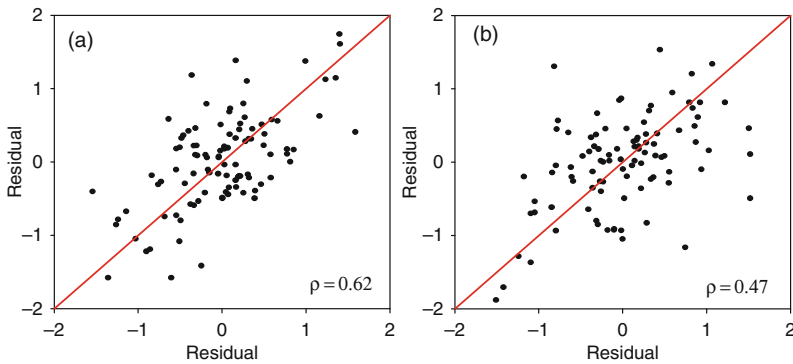 (a)
2
1
0
−1
−2
Residual
ρ = 0.62
−2 −1 0 1 2
Residual
(b)
2
1
0
−1
−2
Residual
ρ = 0.47
−2 −1 0 1 2
Residual